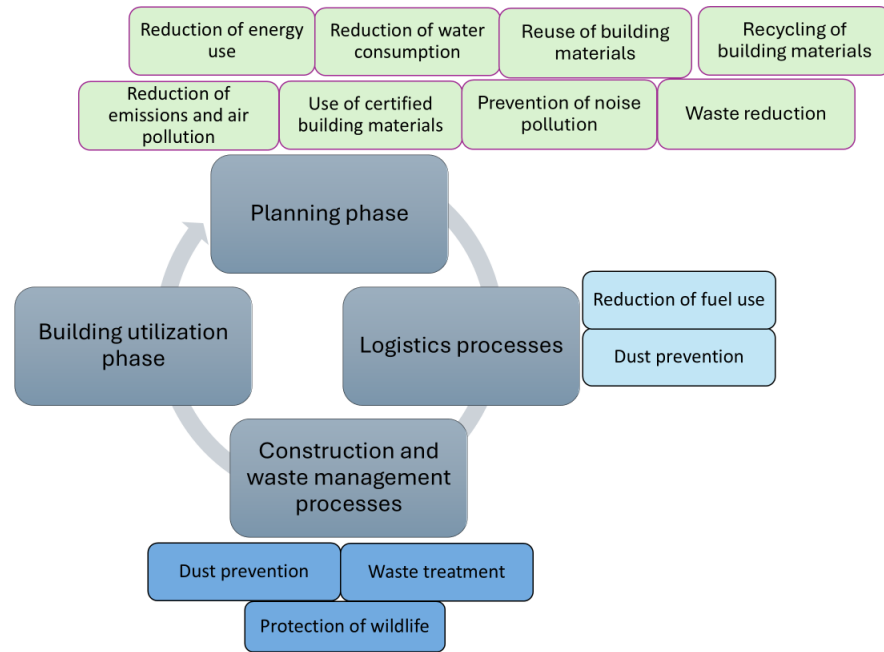 Reduction of energy
use
Reduction of water
consumption
Reuse of building
materials
Recycling of
building materials
Reduction of
emissions and air
pollution
Use of certified
building materials
Prevention of noise
pollution
Waste reduction
Planning phase
Building utilization
phase
Logistics processes
Reduction of fuel use
Dust prevention
Construction and
waste management
processes
Dust prevention
Waste treatment
Protection of wildlife